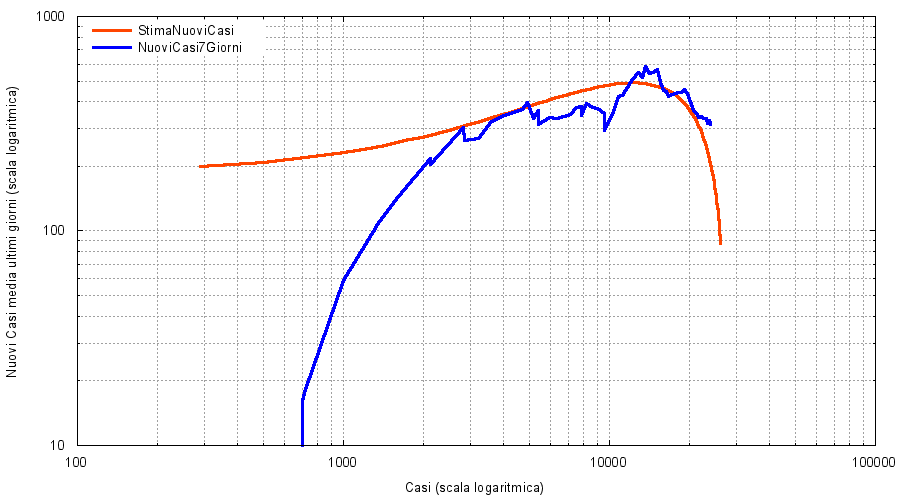 1000
StimaNuoviCasi
NuoviCasi7Giorni
100
10
Nuovi Casi media ultimi giorni (scala logaritmica)
100 1000 10000 100000
Casi (scala logaritmica)